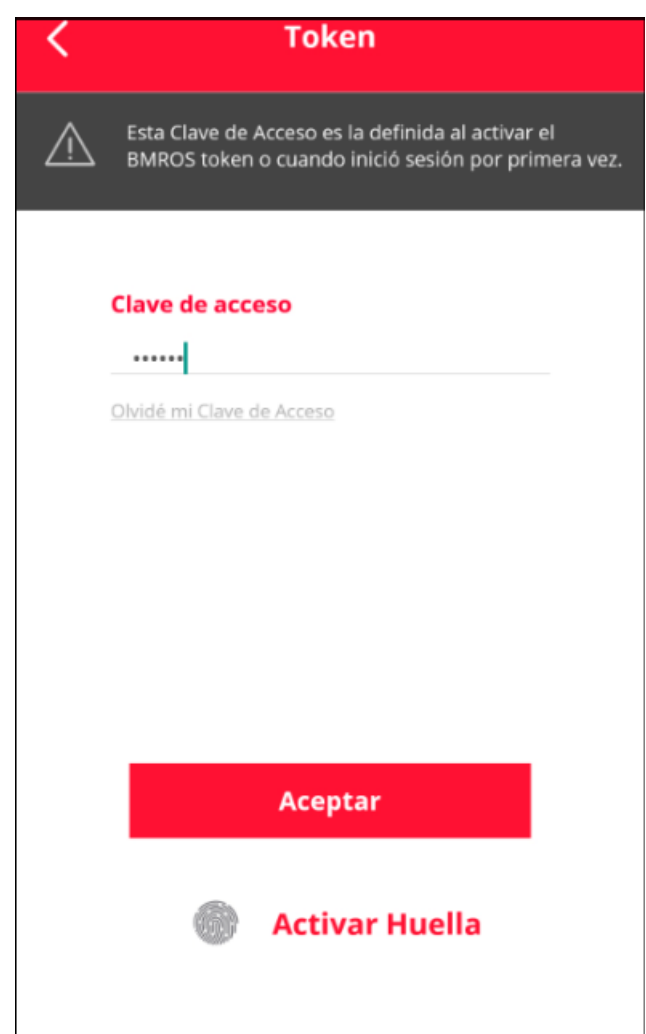 Token
Esta Clave de Acceso es la definida al activar el
BMROS token o cuando inició sesión por primera vez.
Clave de acceso
••••••
Olvidé mi Clave de Acceso
Aceptar
Activar Huella